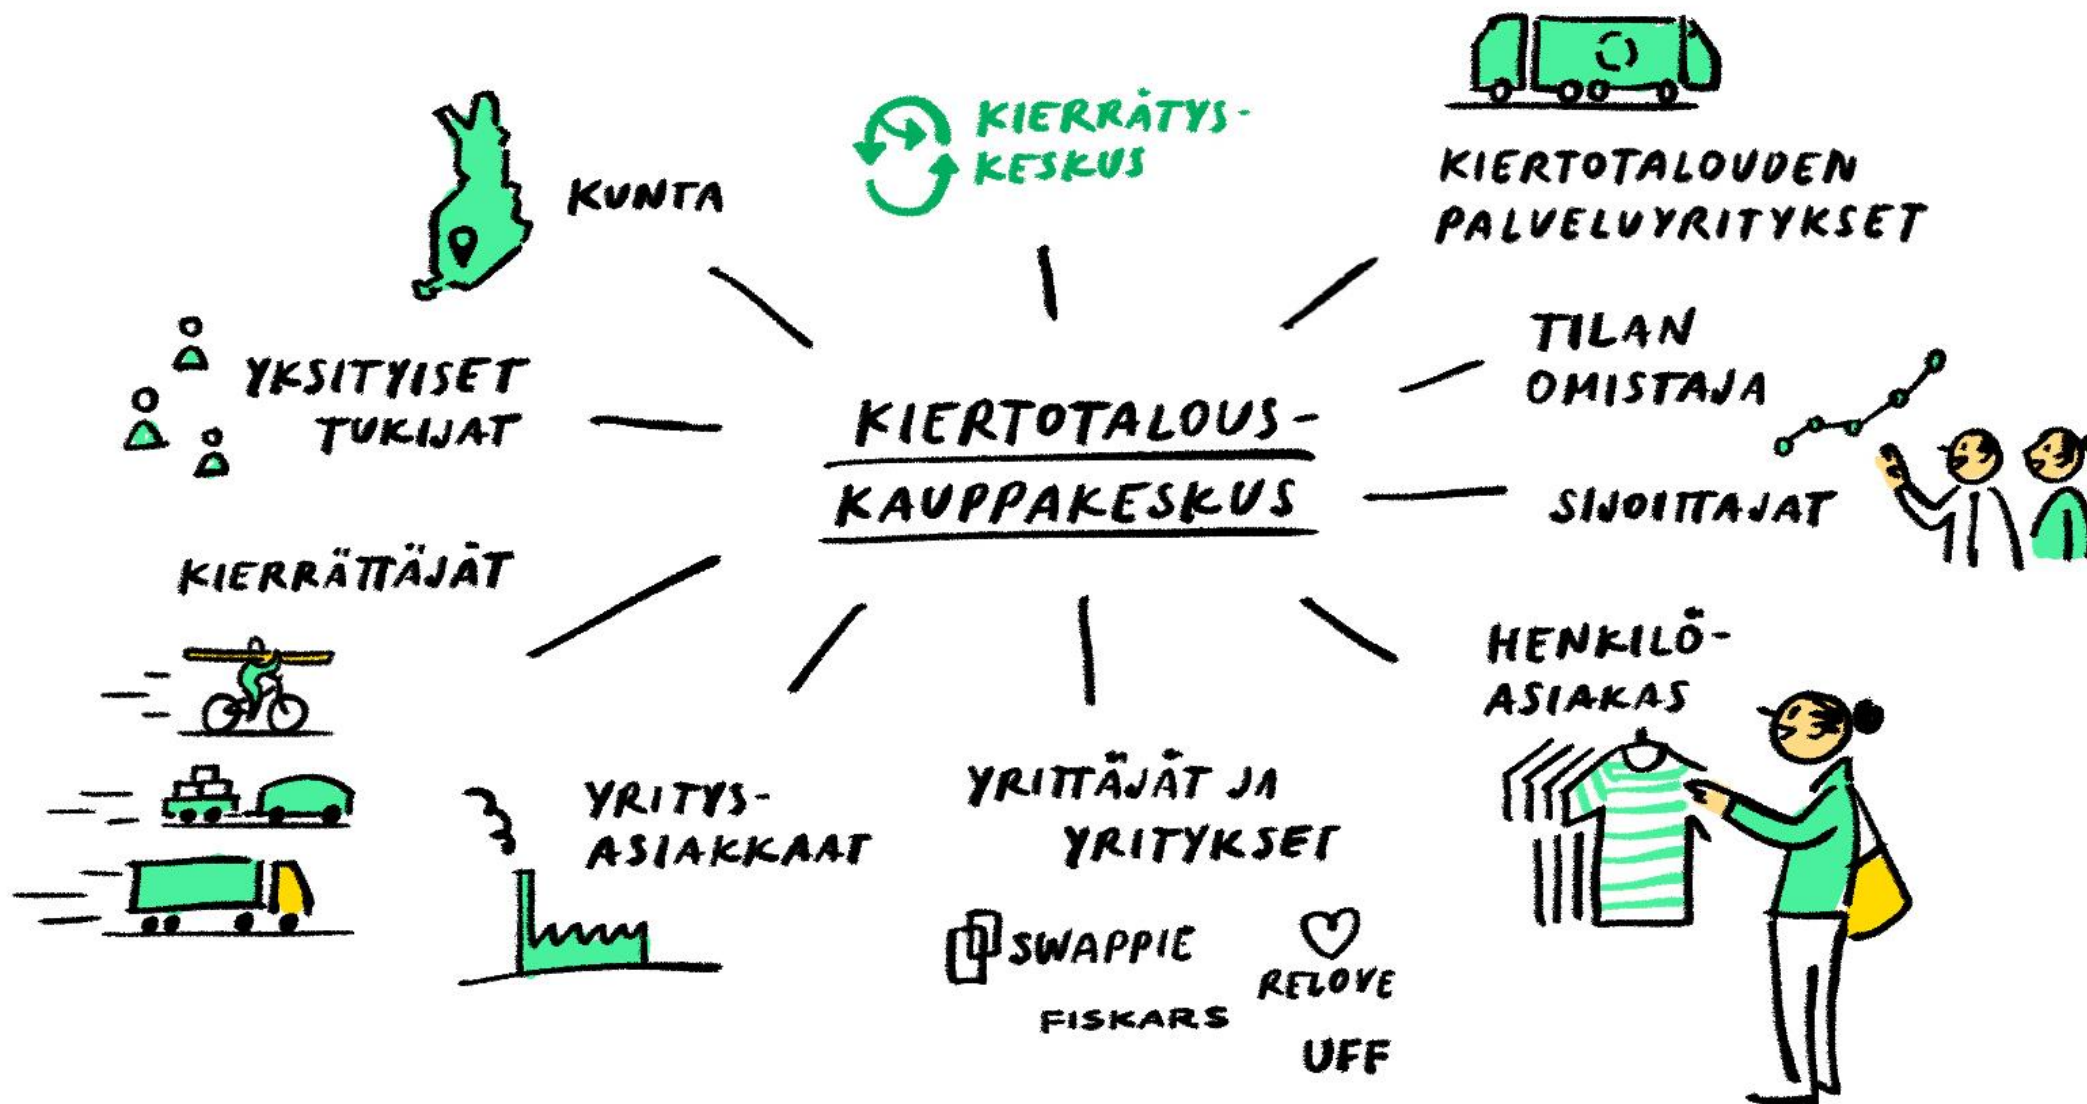 KIERRÄTYS-
KESKUS
KUNTA
KIERTOTALOUDEN
PALVELUYRITYKSET
TILAN
OMISTAJA
YKSITYISET
TUKIJAT
KIERTOTALOUS-
KAUPPAKESKUS
SIJOITTAJAT
KIERRÄTTÄJÄT
HENKILÖ-
ASIAKAS
YRITYS-
ASIAKKAAT
YRITTÄJÄT JA
YRITYKSET
SWAPPIE
RELOVE
FISKARS
UFF